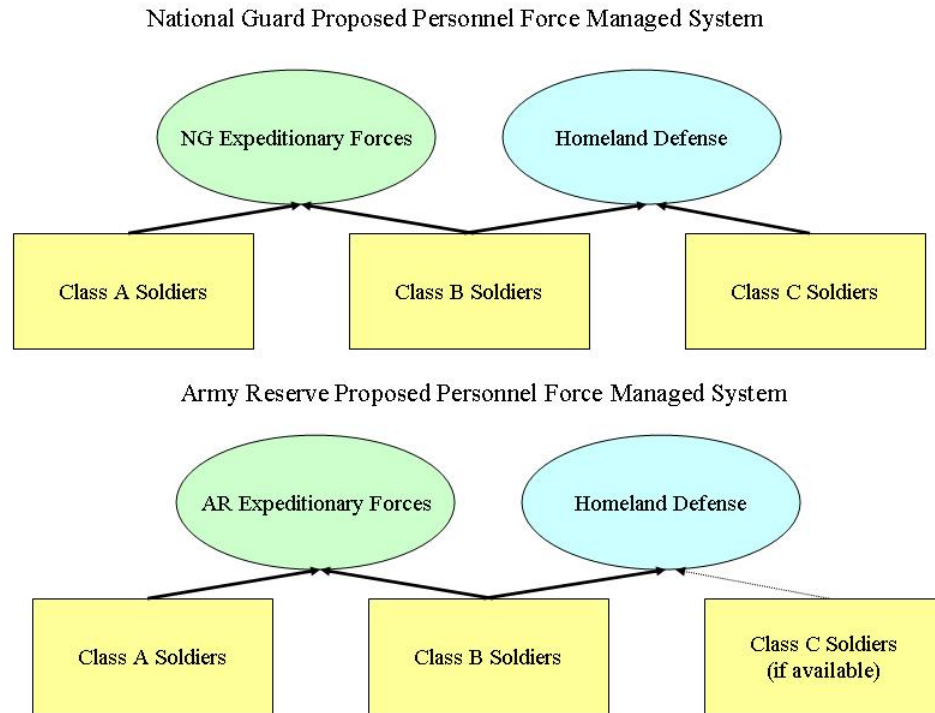 National Guard Proposed Personnel Force Managed System
NG Expeditionary Forces
Homeland Defense
Class A Soldiers
Class B Soldiers
Class C Soldiers
Army Reserve Proposed Personnel Force Managed System
AR Expeditionary Forces
Homeland Defense
Class A Soldiers
Class B Soldiers
Class C Soldiers
(if available)